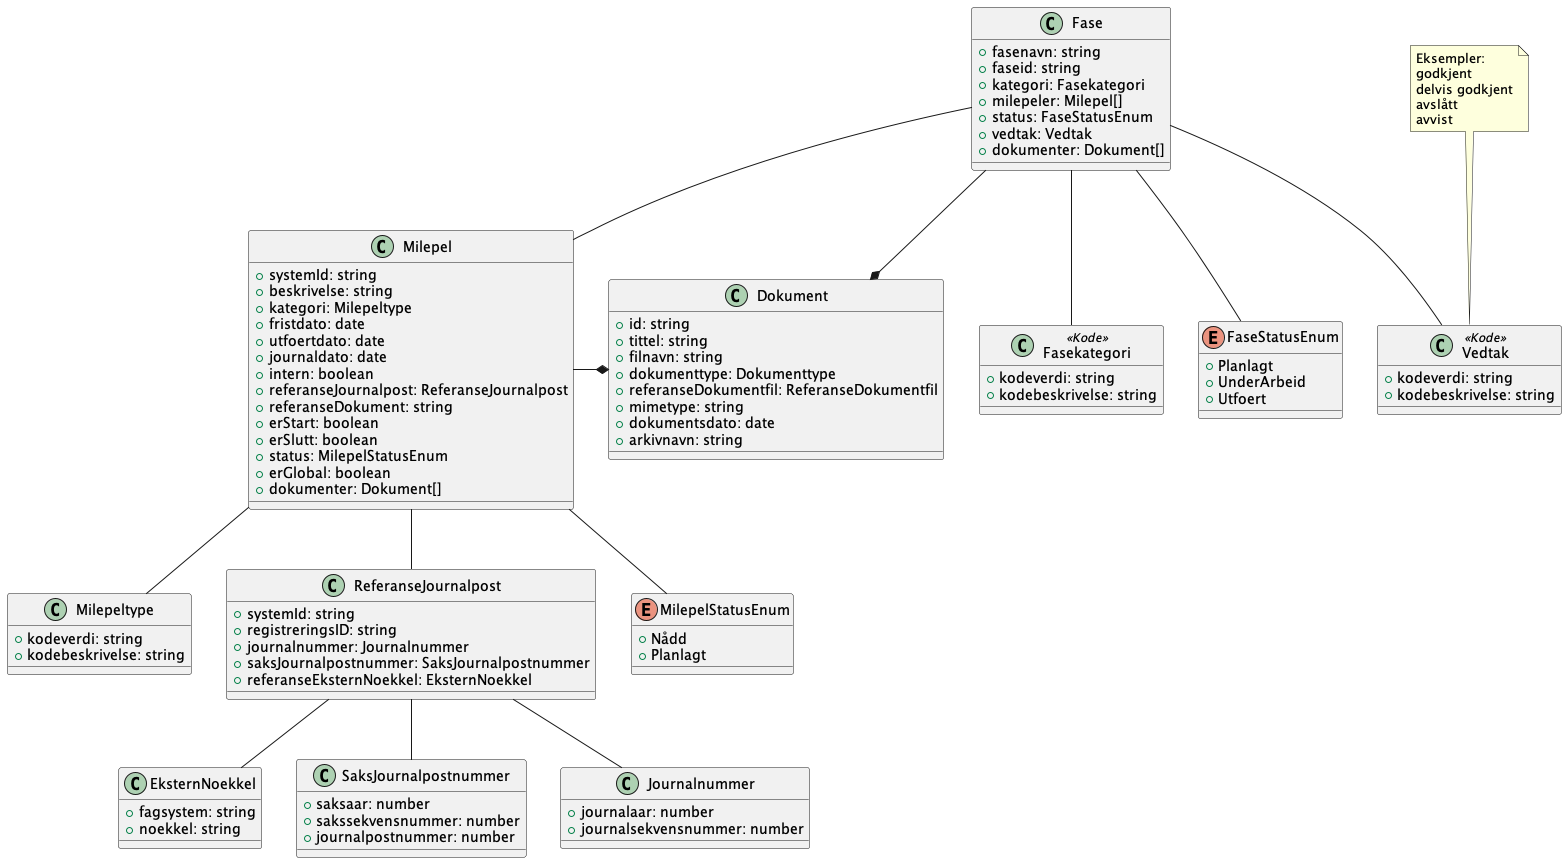 C Fase
fasenavn: string
faseid: string
kategori: Fasekategori
milepeler: Milepel[]
status: FaseStatusEnum
vedtak: Vedtak
dokumenter: Dokument[]
Eksempler:
godkjent
delvis godkjent
avslått
avvist
C Milepel
systemId: string
beskrivelse: string
kategori: Milepeltype
fristdato: date
utfoertdato: date
journaldato: date
intern: boolean
referanseJournalpost: ReferanseJournalpost
referanseDokument: string
erStart: boolean
erSlutt: boolean
status: MilepelStatusEnum
erGlobal: boolean
dokumenter: Dokument[]
C Dokument
id: string
tittel: string
filnavn: string
dokumenttype: Dokumenttype
referanseDokumentfil: ReferanseDokumentfil
mimetype: string
dokumentsdato: date
arkivnavn: string
«Kode»
C Fasekategori
kodeverdi: string
kodebeskrivelse: string
E FaseStatusEnum
Planlagt
UnderArbeid
Utfoert
«Kode»
C Vedtak
kodeverdi: string
kodebeskrivelse: string
C Milepeltype
kodeverdi: string
kodebeskrivelse: string
C ReferanseJournalpost
systemId: string
registreringsID: string
journalnummer: Journalnummer
saksJournalpostnummer: SaksJournalpostnummer
referanseEksternNoekkel: EksternNoekkel
E MilepelStatusEnum
Nådd
Planlagt
C EksternNoekkel
fagsystem: string
noekkel: string
C SaksJournalpostnummer
saksaar: number
sakssekvensnummer: number
journalpostnummer: number
C Journalnummer
journalaar: number
journalsekvensnummer: number